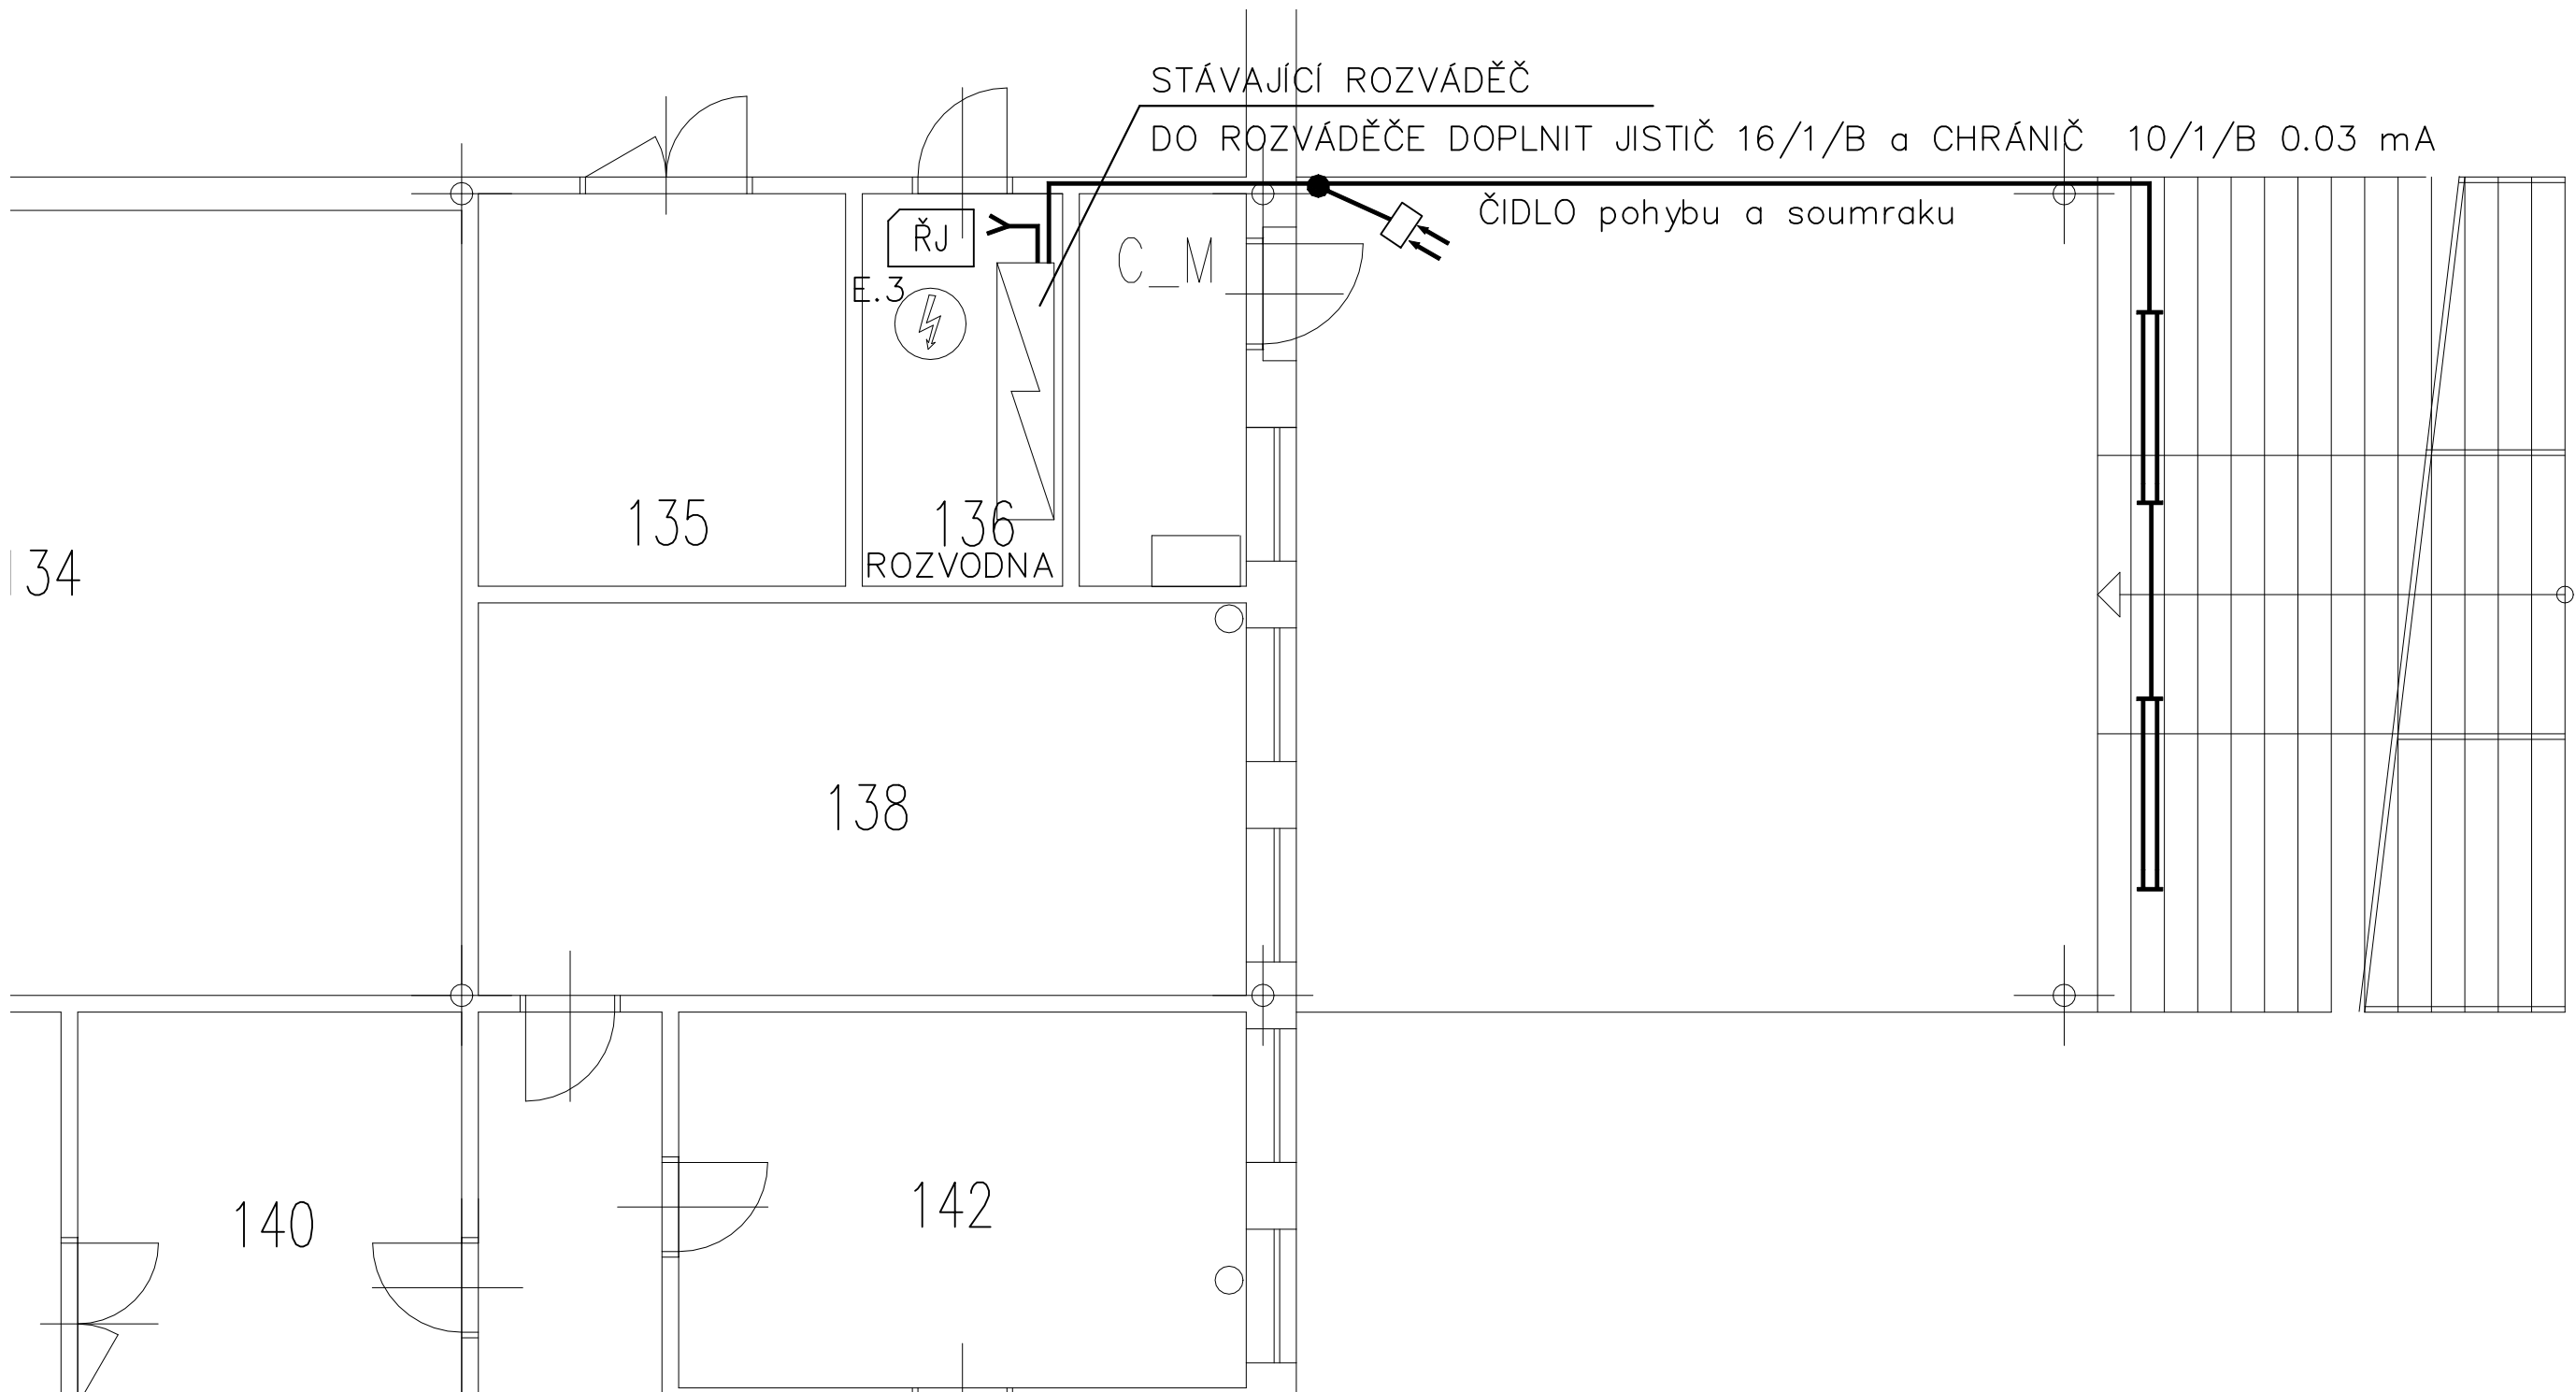 STÁVAJÍCÍ ROZVÁDĚČ
DO ROZVÁDĚČE DOPLNIT JISTIČ 16/1/B a CHRÁNIČ 10/1/B 0.03 mA
ČIDLO pohybu a soumraku
ŘJ
C_M
E.3
135
136
ROZVODNA
134
138
142
140